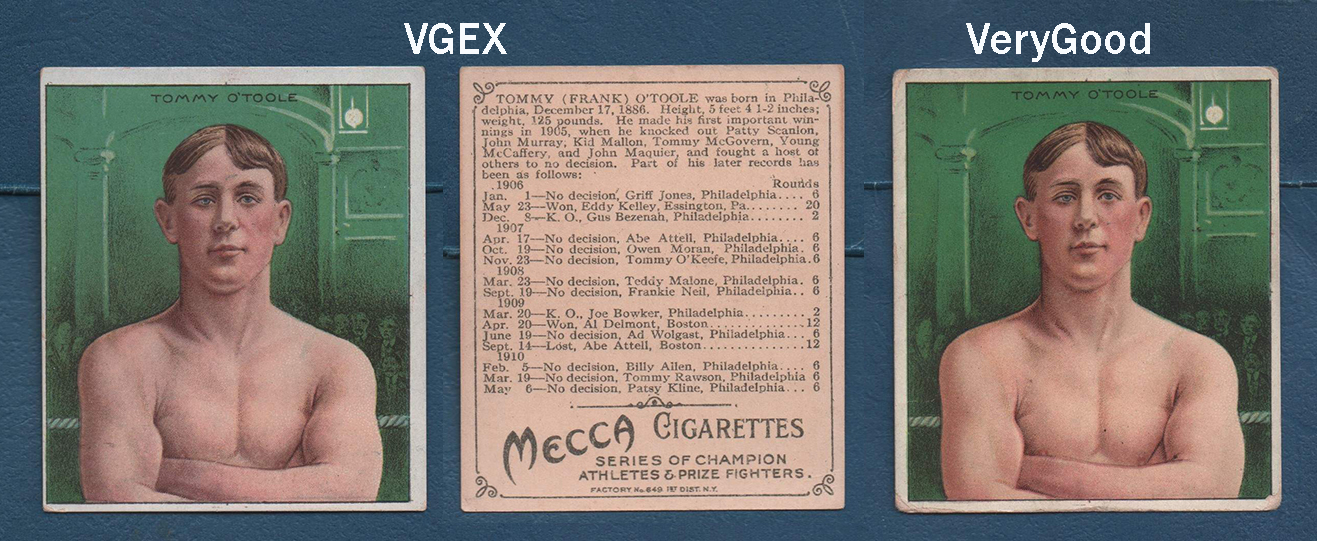 VGEX
VeryGood
TOMMY O'TOOLE
TOMMY (FRANK) O'TOOLE was born in Phila-
delphia, December 17, 1886. Height, 5 feet 4 1-2 inches;
weight, 125 pounds. He made his first important win-
nings in 1905, when he knocked out Patty Scanlon,
John Murray, Kid Mallon, Tommy McGovern, Young
McCaffery, and John Maquier, and fought a host of
others to no decision. Part of his later records has
been as follows:
1906 Rounds
Jan. 1—No decision, Griff Jones, Philadelphia.... 6
May 23—Won, Eddy Kelley, Essington, Pa........ 20
Dec. 8—K. O., Gus Bezenah, Philadelphia........ 2
1907
Apr. 17—No decision, Abe Attell, Philadelphia.... 6
Oct. 19—No decision, Owen Moran, Philadelphia.. 6
Nov. 23—No decision, Tommy O'Keefe, Philadelphia. 6
1908
Mar. 23—No decision, Teddy Malone, Philadelphia. 6
Sept. 19—No decision, Frankie Neil, Philadelphia.. 6
1909
Mar. 20—K. O., Joe Bowker, Philadelphia......... 2
Apr. 20—Won, Al Delmont, Boston............... 12
June 19—No decision, Ad Wolgast, Philadelphia.... 6
Sept. 14—Lost, Abe Attell, Boston............... 12
1910
Feb. 5—No decision, Billy Allen, Philadelphia.... 6
Mar. 19—No decision, Tommy Rawson, Philadelphia 6
May 6—No decision, Patsy Kline, Philadelphia... 6
MECCA CIGARETTES
SERIES OF CHAMPION
ATHLETES & PRIZE FIGHTERS.
FACTORY No. 649 1ST DIST. N.Y.
TOMMY O'TOOLE